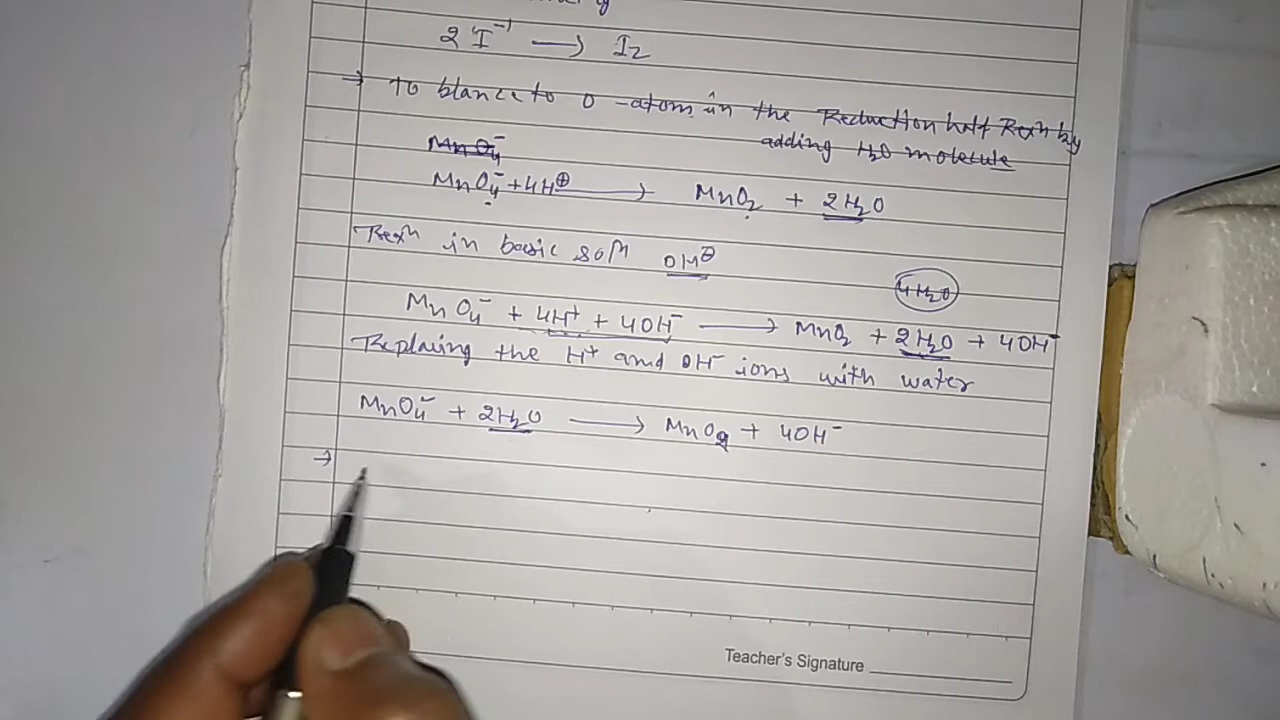 2I⁻¹ ⟶ I2
→ To blance to O-atom in the Reduction half Rexn by
adding H2O molecule
MnO4⁻
MnO4⁻ + 4H⊕ ⟶ MnO2 + 2H2O
Rexn in basic soln OH⊖
4H2O
MnO4⁻ + 4H⁺ + 4OH⁻ ⟶ MnO2 + 2H2O + 4OH⁻
Replacing the H⁺ and OH⁻ ions with water
MnO4⁻ + 2H2O ⟶ MnO2 + 4OH⁻
→
Teacher's Signature